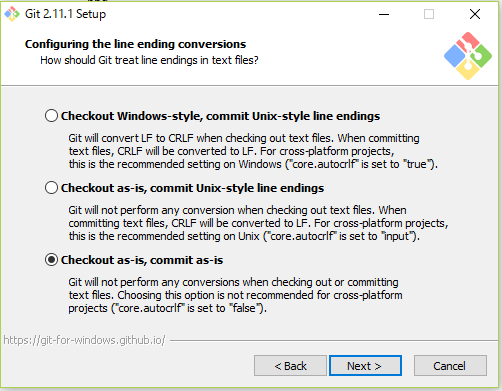 Git 2.11.1 Setup
Configuring the line ending conversions
How should Git treat line endings in text files?
Checkout Windows-style, commit Unix-style line endings
Git will convert LF to CRLF when checking out text files. When committing
text files, CRLF will be converted to LF. For cross-platform projects,
this is the recommended setting on Windows ("core.autocrlf" is set to "true").
Checkout as-is, commit Unix-style line endings
Git will not perform any conversion when checking out text files. When
committing text files, CRLF will be converted to LF. For cross-platform projects,
this is the recommended setting on Unix ("core.autocrlf" is set to "input").
Checkout as-is, commit as-is
Git will not perform any conversions when checking out or committing
text files. Choosing this option is not recommended for cross-platform
projects ("core.autocrlf" is set to "false").
https://git-for-windows.github.io/
< Back
Next >
Cancel